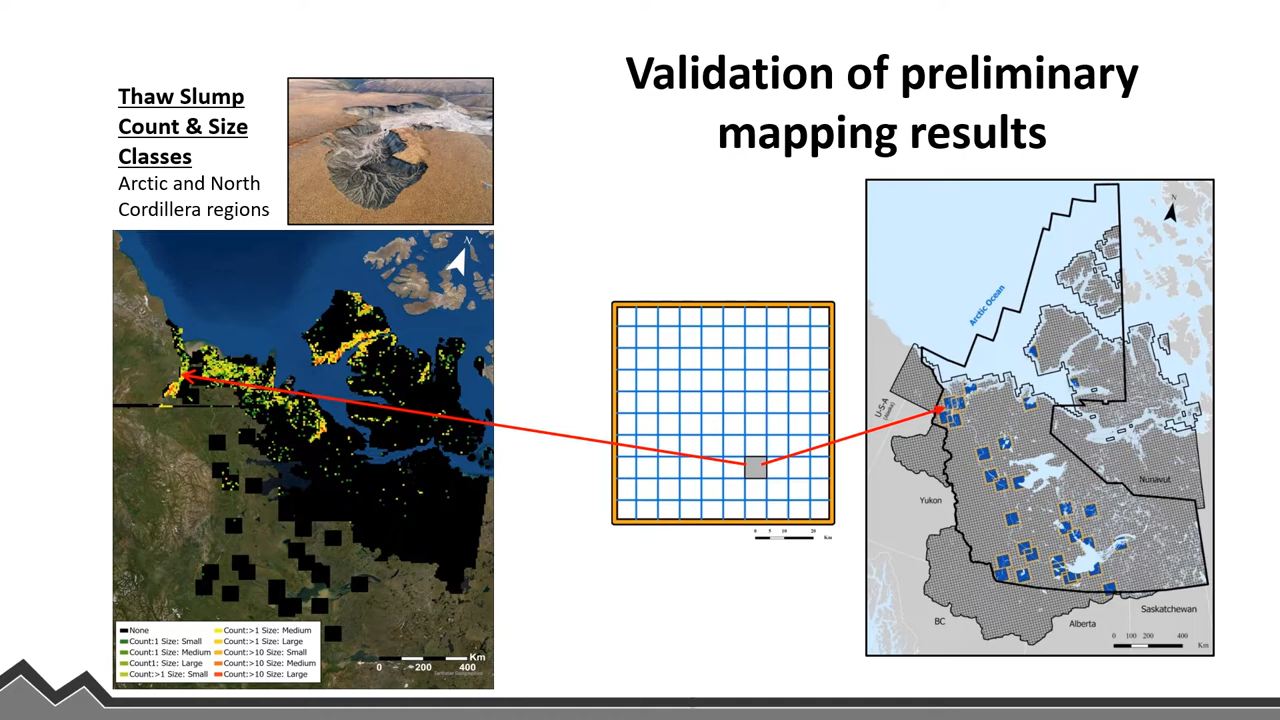 Validation of preliminary
mapping results
Thaw Slump
Count & Size
Classes
Arctic and North
Cordillera regions
N
None
Count:1 Size: Small
Count:1 Size: Medium
Count1: Size: Large
Count:>1 Size: Small
Count:>1 Size: Medium
Count:>1 Size: Large
Count:>10 Size: Small
Count:>10 Size: Medium
Count:>10 Size: Large
Km
0 200 400
Earthstar Geographics
0 5 10 20 Km
N
Arctic Ocean
U-S-A
(Alaska)
Yukon
Nunavut
BC
Alberta
Saskatchewan
0 100 200 400
Km